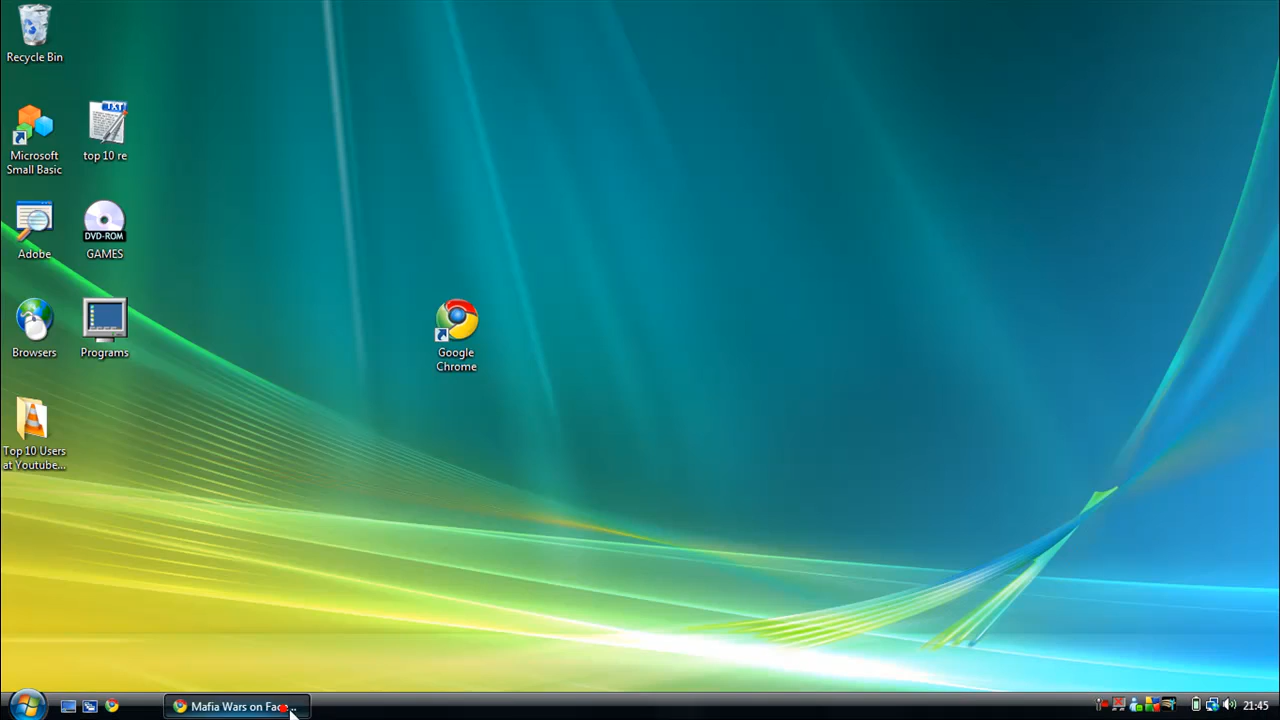 Recycle Bin
Microsoft
Small Basic
TEXT
top 10 re
Adobe
DVD-ROM
GAMES
Browsers
Programs
Google
Chrome
Top 10 Users
at Youtube...
Mafia Wars on Fac
21:45